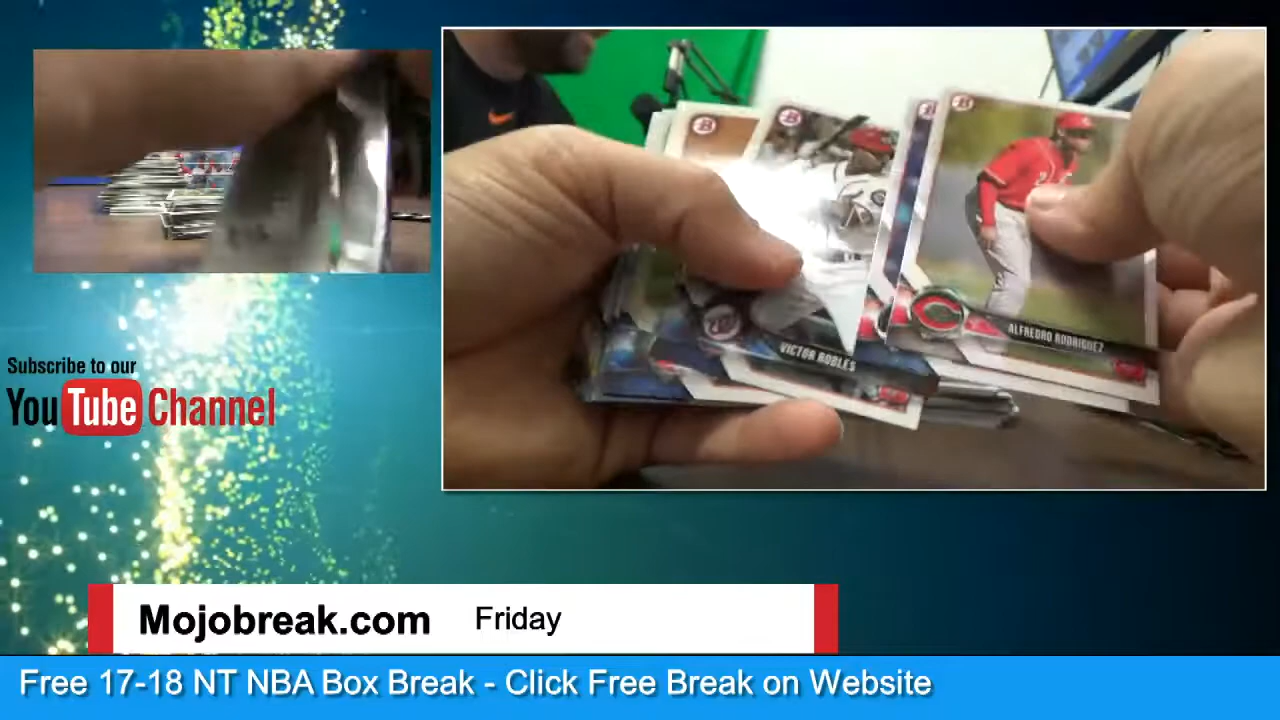 ALFREDRO RODRIGUEZ
VICTOR ROBLES
Subscribe to our
YouTube Channel
Mojobreak.com Friday
Free 17-18 NT NBA Box Break - Click Free Break on Website